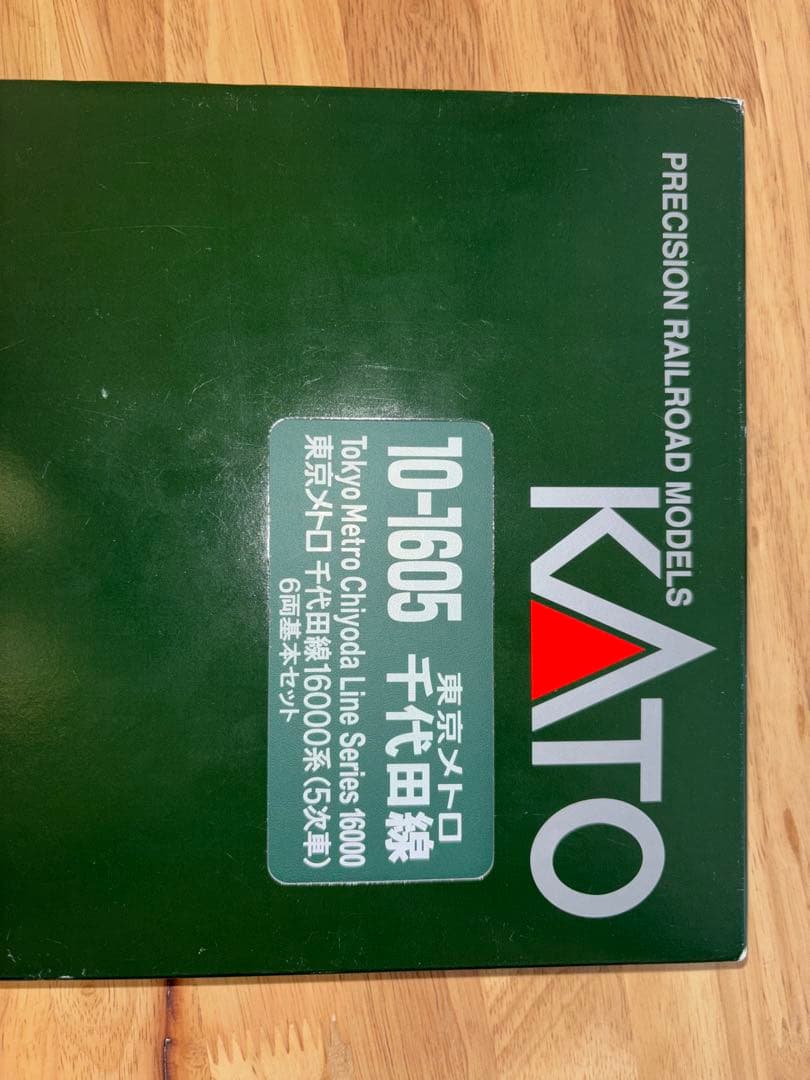 PRECISION RAILROAD MODELS
KATO
10-1605 東京メトロ 千代田線
Tokyo Metro Chiyoda Line Series 16000
東京メトロ 千代田線16000系(5次車)
6両基本セット